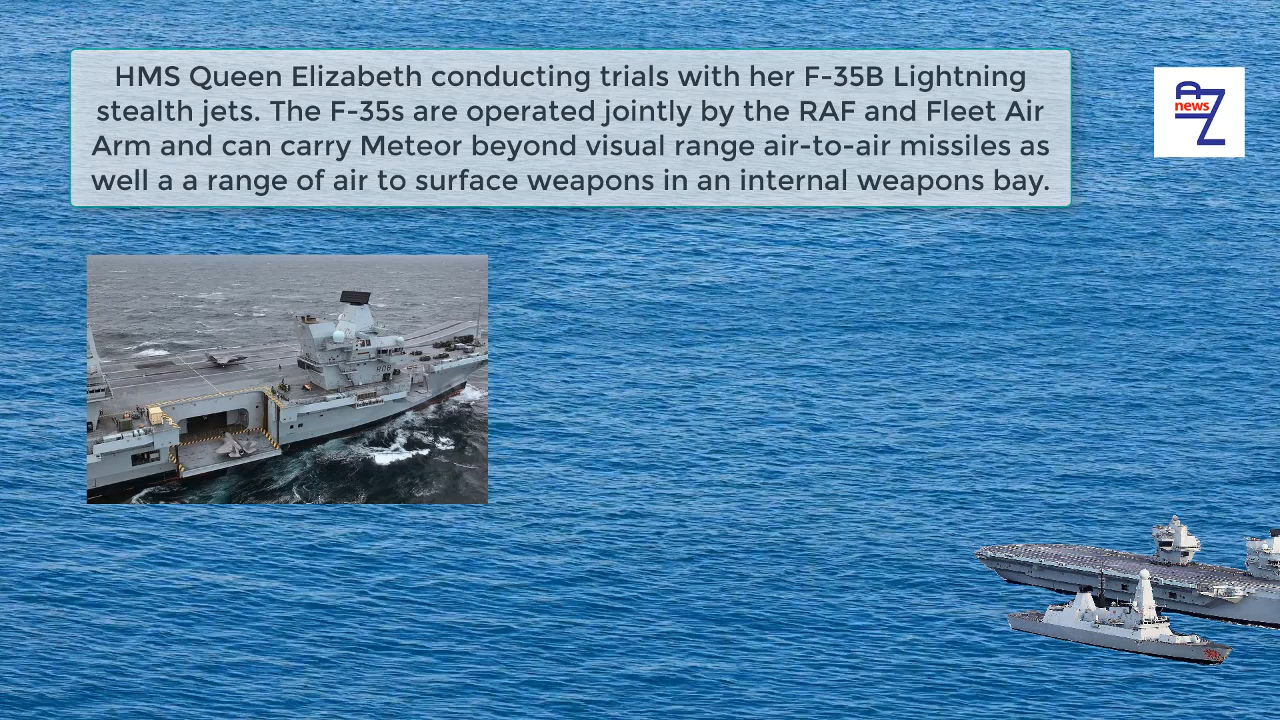 HMS Queen Elizabeth conducting trials with her F-35B Lightning
stealth jets. The F-35s are operated jointly by the RAF and Fleet Air
Arm and can carry Meteor beyond visual range air-to-air missiles as
well a a range of air to surface weapons in an internal weapons bay.
A
news
Z
R08